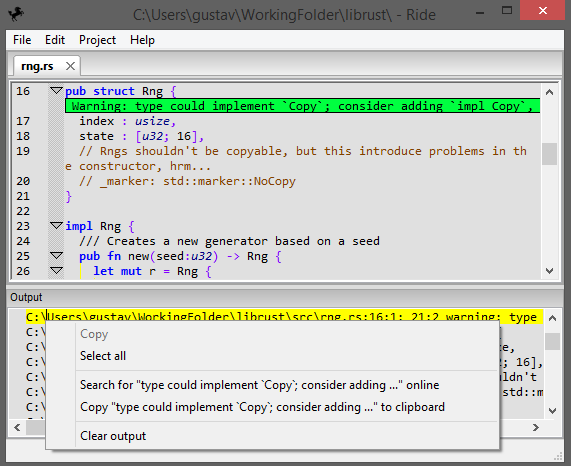 C:\Users\gustav\WorkingFolder\librust\ - Ride
File Edit Project Help
rng.rs
16 pub struct Rng {
Warning: type could implement `Copy`; consider adding `impl Copy`,
17 index : usize,
18 state : [u32; 16],
19 // Rngs shouldn't be copyable, but this introduce problems in th
e constructor, hrm...
20 // _marker: std::marker::NoCopy
21 }
22
23 impl Rng {
24 /// Creates a new generator based on a seed
25 pub fn new(seed:u32) -> Rng {
26 let mut r = Rng {
Output
C:\Users\gustav\WorkingFolder\librust\src\rng.rs:16:1: 21:2 warning: type
C:\
C:\ ize,
C:\ 2; 16],
C:\ uldn't
C:\ std::m
C:\
Copy
Select all
Search for "type could implement `Copy`; consider adding ..." online
Copy "type could implement `Copy`; consider adding ..." to clipboard
Clear output